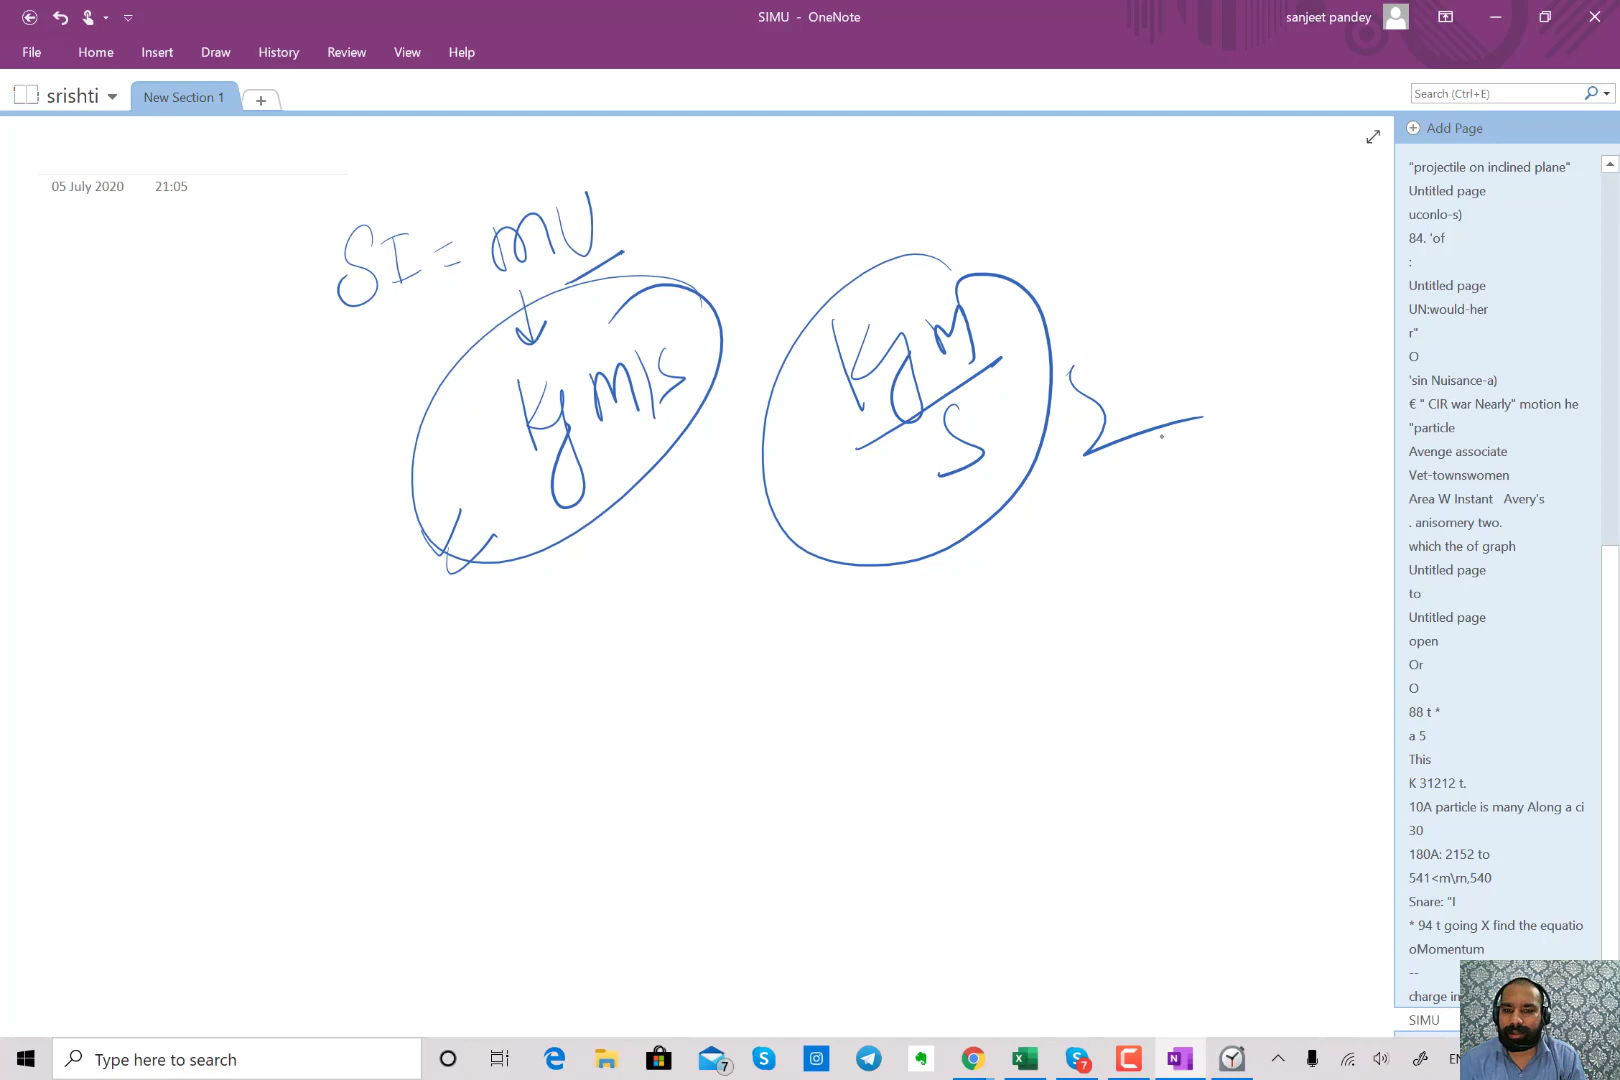 SIMU - OneNote
sanjeet pandey
File Home Insert Draw History Review View Help
srishti
New Section 1
Search (Ctrl+E)
Add Page
05 July 2020 21:05
SI = mv
Kg m/s
Kg m
S
"projectile on inclined plane"
Untitled page
uconlo-s)
84. 'of
:
Untitled page
UN:would-her
r"
O
'sin Nuisance-a)
€ " CIR war Nearly" motion he
"particle
Avenge associate
Vet-townswomen
Area W Instant Avery's
. anisomery two.
which the of graph
Untitled page
to
Untitled page
open
Or
O
88 t *
a 5
This
K 31212 t.
10A particle is many Along a ci
30
180A: 2152 to
541<m\rn,540
Snare: "I
* 94 t going X find the equatio
oMomentum
--
charge in
SIMU
Type here to search
7
7